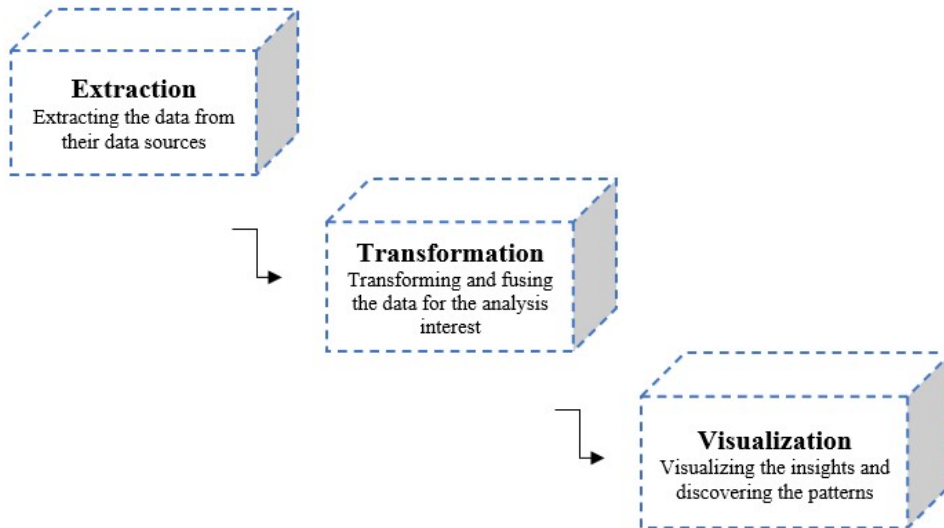 Extraction
Extracting the data from
their data sources
Transformation
Transforming and fusing
the data for the analysis
interest
Visualization
Visualizing the insights and
discovering the patterns